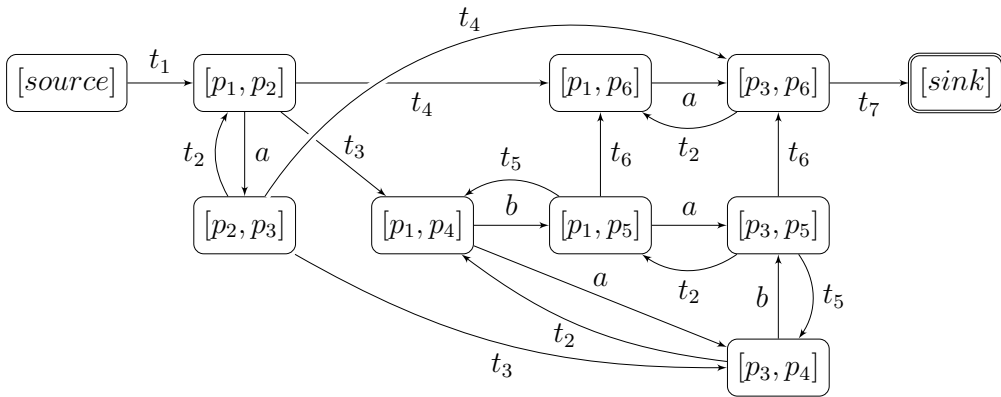 t₄
t₁ t₄ a t₇
[source] [p₁, p₂] [p₁, p₆] [p₃, p₆] [sink]
t₂ a t₃ t₅ t₆ t₂ t₆
[p₂, p₃] [p₁, p₄] b [p₁, p₅] a [p₃, p₅]
a t₂ b t₅
t₃ t₂ [p₃, p₄]